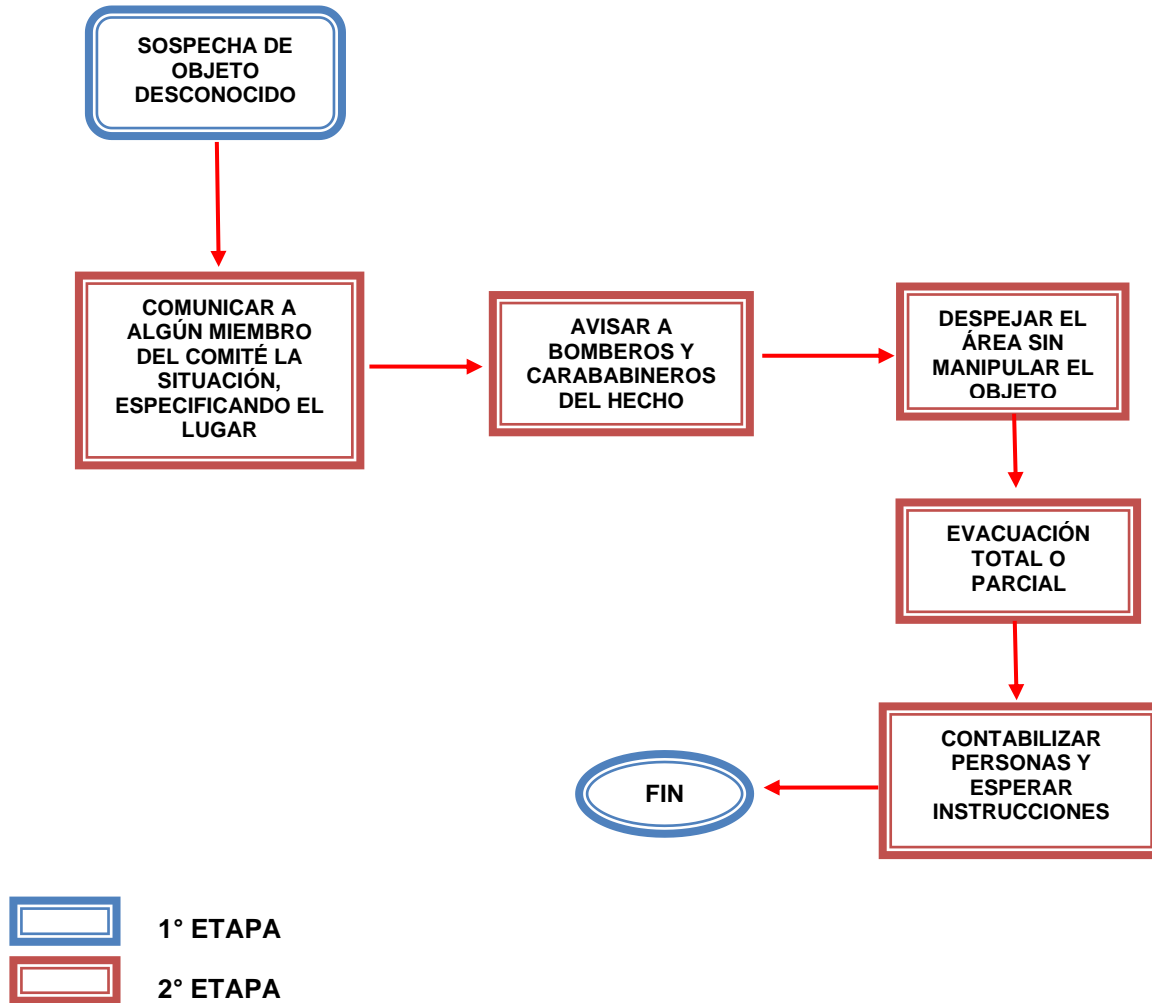 SOSPECHA DE
OBJETO
DESCONOCIDO
COMUNICAR A
ALGÚN MIEMBRO
DEL COMITÉ LA
SITUACIÓN,
ESPECIFICANDO EL
LUGAR
AVISAR A
BOMBEROS Y
CARABABINEROS
DEL HECHO
DESPEJAR EL
ÁREA SIN
MANIPULAR EL
OBJETO
EVACUACIÓN
TOTAL O
PARCIAL
CONTABILIZAR
PERSONAS Y
ESPERAR
INSTRUCCIONES
FIN
1° ETAPA
2° ETAPA